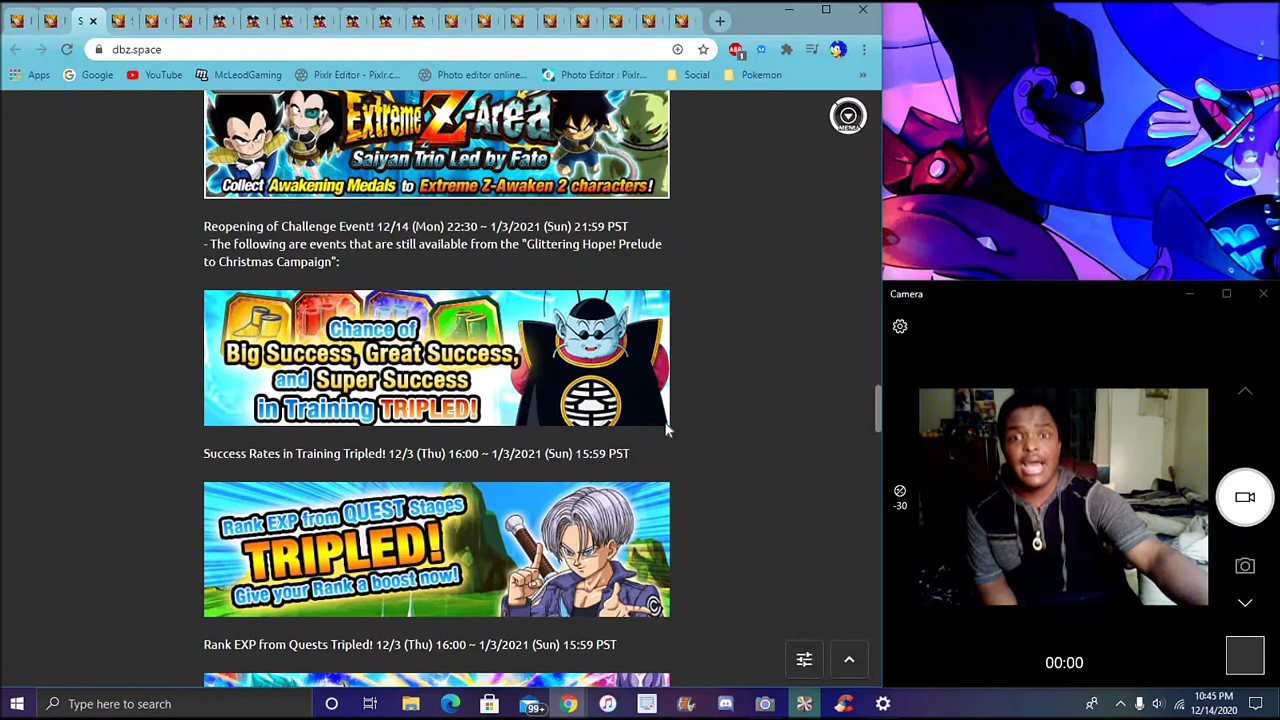 S
dbz.space
ABP
1
Apps
Google
YouTube
McLeodGaming
Pixlr Editor - Pixlr.c...
Photo editor online...
Photo Editor : Pixlr...
Social
Pokemon
»
Extreme Z-Area
Saiyan Trio Led by Fate
Collect Awakening Medals to Extreme Z-Awaken 2 characters!
MENU
Reopening of Challenge Event! 12/14 (Mon) 22:30 ~ 1/3/2021 (Sun) 21:59 PST
- The following are events that are still available from the "Glittering Hope! Prelude
to Christmas Campaign":
Chance of
Big Success, Great Success,
and Super Success
in Training TRIPLED!
Success Rates in Training Tripled! 12/3 (Thu) 16:00 ~ 1/3/2021 (Sun) 15:59 PST
Rank EXP from QUEST Stages
TRIPLED!
Give your Rank a boost now!
Rank EXP from Quests Tripled! 12/3 (Thu) 16:00 ~ 1/3/2021 (Sun) 15:59 PST
Camera
-30
00:00
Type here to search
99+
10:45 PM
12/14/2020